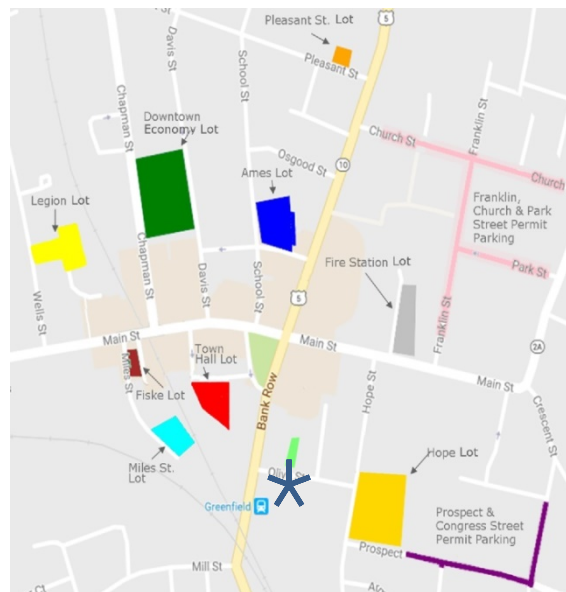 St
Pleasant St. Lot
5
Pleasant St
Davis St
School St
Chapman St
Downtown
Economy Lot
Church St
Franklin St
10
Osgood St
Ames Lot
Church
Legion Lot
Franklin,
Church & Park
Street Permit
Parking
Fire Station Lot
Park St
Chapman St
Davis St
School St
Wells St
5
Franklin St
Main St
Main St
2A
Town
Hall Lot
Miles St
Fiske Lot
Bank Row
Hope St
Main St
Crescent St
Miles St.
Lot
Olive St
Hope Lot
Greenfield
Prospect &
Congress Street
Permit Parking
Prospect
Mill St
Ct